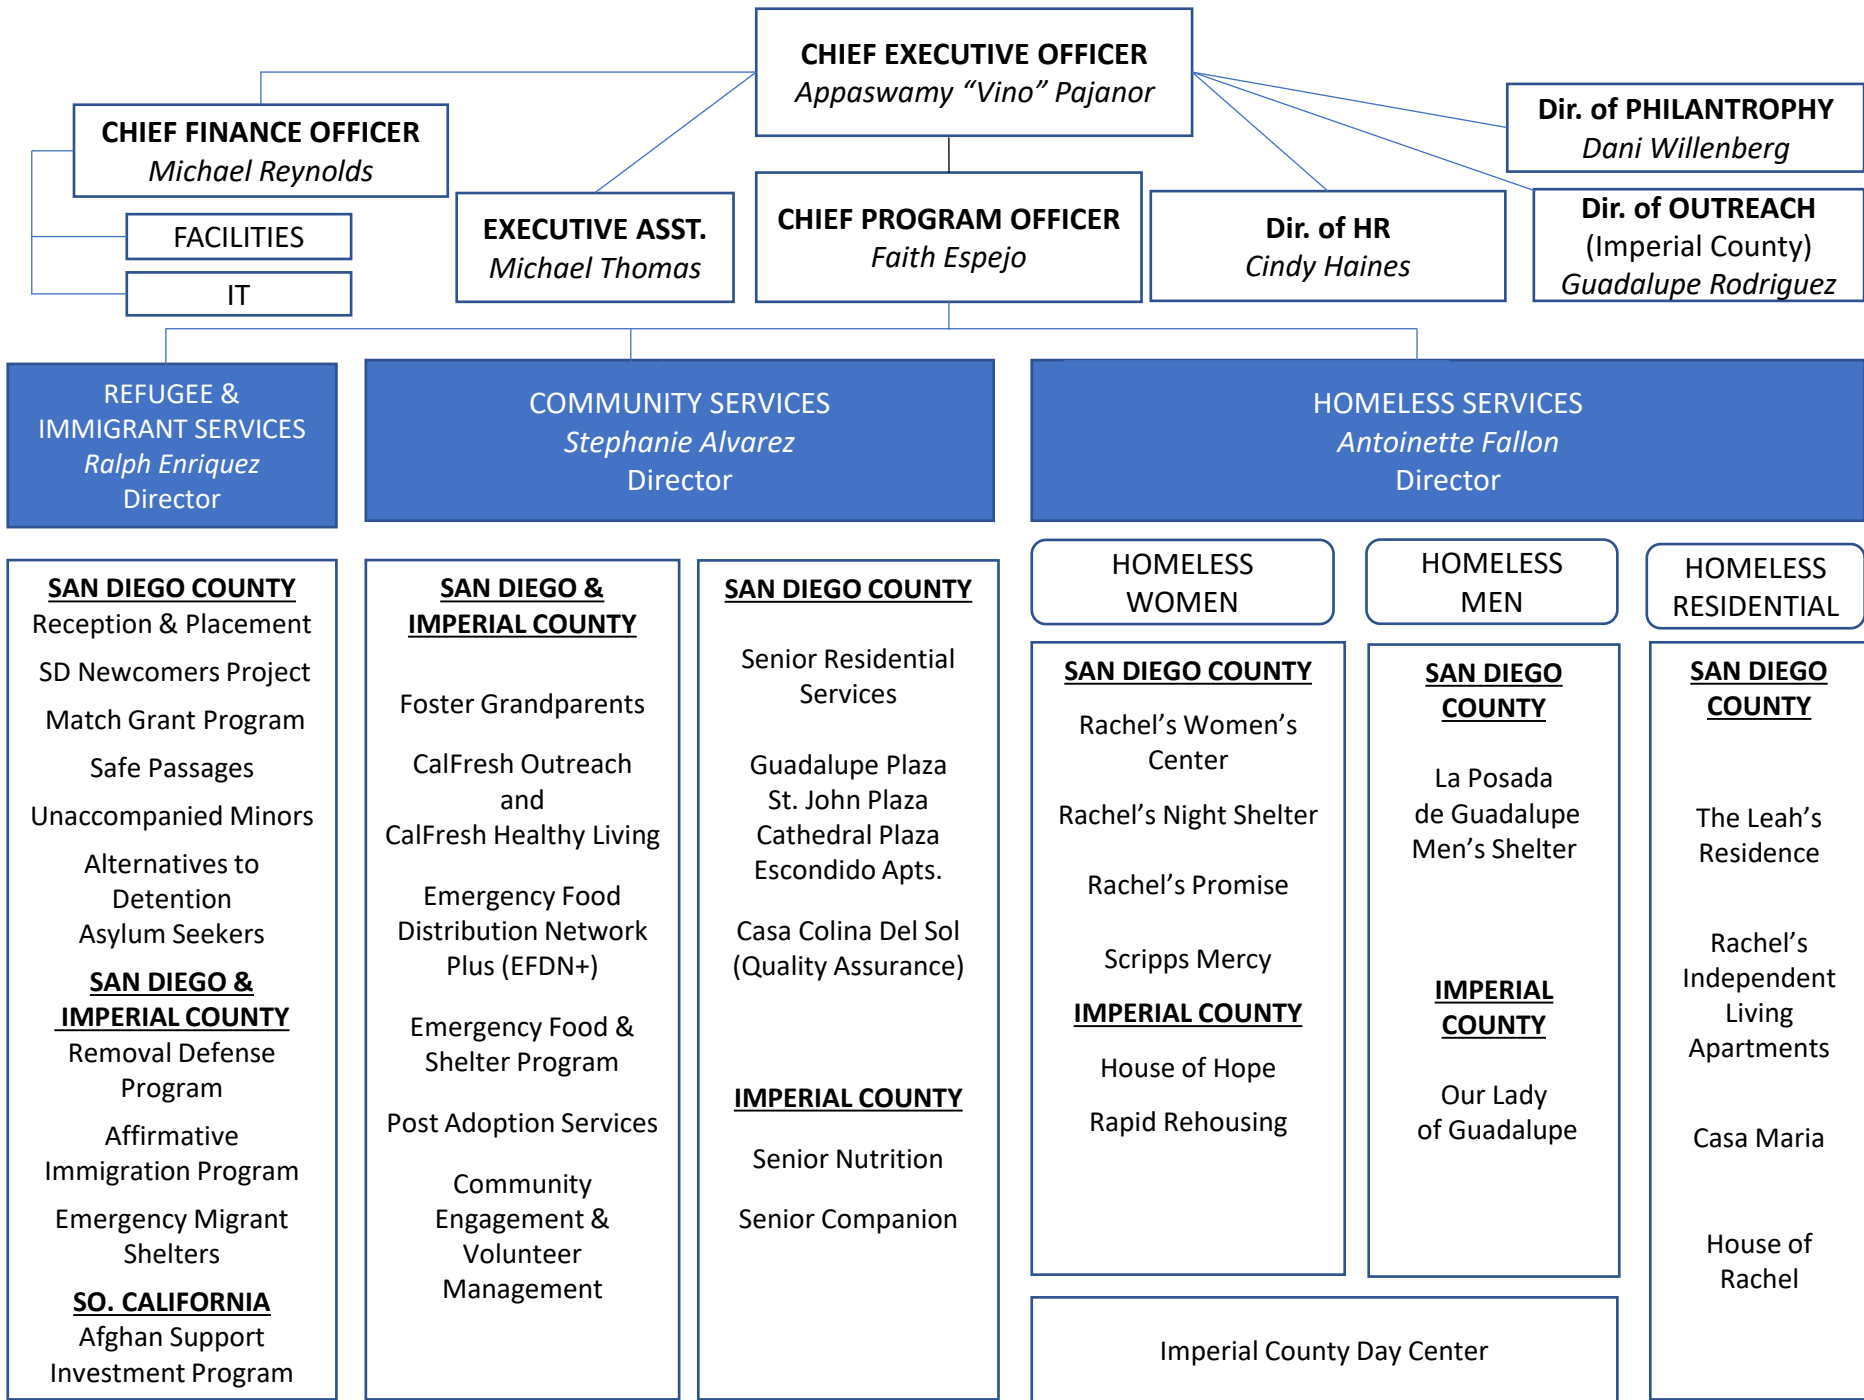 CHIEF EXECUTIVE OFFICER
Appaswamy “Vino” Pajanor
CHIEF FINANCE OFFICER
Michael Reynolds
FACILITIES
IT
EXECUTIVE ASST.
Michael Thomas
CHIEF PROGRAM OFFICER
Faith Espejo
Dir. of HR
Cindy Haines
Dir. of PHILANTROPHY
Dani Willenberg
Dir. of OUTREACH
(Imperial County)
Guadalupe Rodriguez
REFUGEE &
IMMIGRANT SERVICES
Ralph Enriquez
Director
COMMUNITY SERVICES
Stephanie Alvarez
Director
HOMELESS SERVICES
Antoinette Fallon
Director
SAN DIEGO COUNTY
Reception & Placement
SD Newcomers Project
Match Grant Program
Safe Passages
Unaccompanied Minors
Alternatives to
Detention
Asylum Seekers
SAN DIEGO &
IMPERIAL COUNTY
Removal Defense
Program
Affirmative
Immigration Program
Emergency Migrant
Shelters
SO. CALIFORNIA
Afghan Support
Investment Program
SAN DIEGO &
IMPERIAL COUNTY
Foster Grandparents
CalFresh Outreach
and
CalFresh Healthy Living
Emergency Food
Distribution Network
Plus (EFDN+)
Emergency Food &
Shelter Program
Post Adoption Services
Community
Engagement &
Volunteer
Management
SAN DIEGO COUNTY
Senior Residential
Services
Guadalupe Plaza
St. John Plaza
Cathedral Plaza
Escondido Apts.
Casa Colina Del Sol
(Quality Assurance)
IMPERIAL COUNTY
Senior Nutrition
Senior Companion
HOMELESS
WOMEN
SAN DIEGO COUNTY
Rachel’s Women’s
Center
Rachel’s Night Shelter
Rachel’s Promise
Scripps Mercy
IMPERIAL COUNTY
House of Hope
Rapid Rehousing
HOMELESS
MEN
SAN DIEGO
COUNTY
La Posada
de Guadalupe
Men’s Shelter
IMPERIAL
COUNTY
Our Lady
of Guadalupe
Imperial County Day Center
HOMELESS
RESIDENTIAL
SAN DIEGO
COUNTY
The Leah’s
Residence
Rachel’s
Independent
Living
Apartments
Casa Maria
House of
Rachel